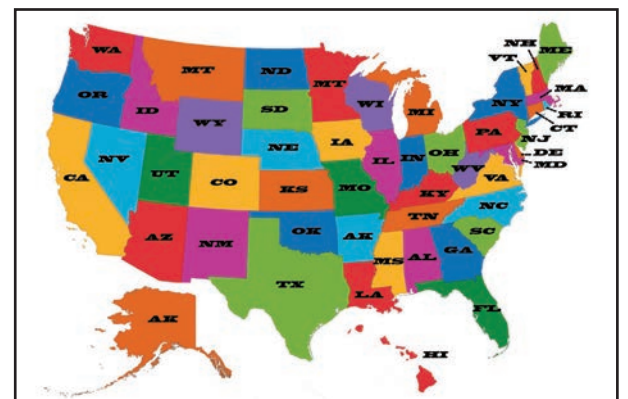 WA
MT
ND
MT
OR
ID
SD
WI
MI
WY
NH
ME
VT
NY
MA
RI
CT
NV
NE
IA
PA
NJ
CA
UT
CO
IL
IN
OH
DE
MD
WV
VA
KS
MO
KY
AZ
NM
OK
AK
TN
NC
SC
TX
MS
AL
GA
LA
FL
AK
HI